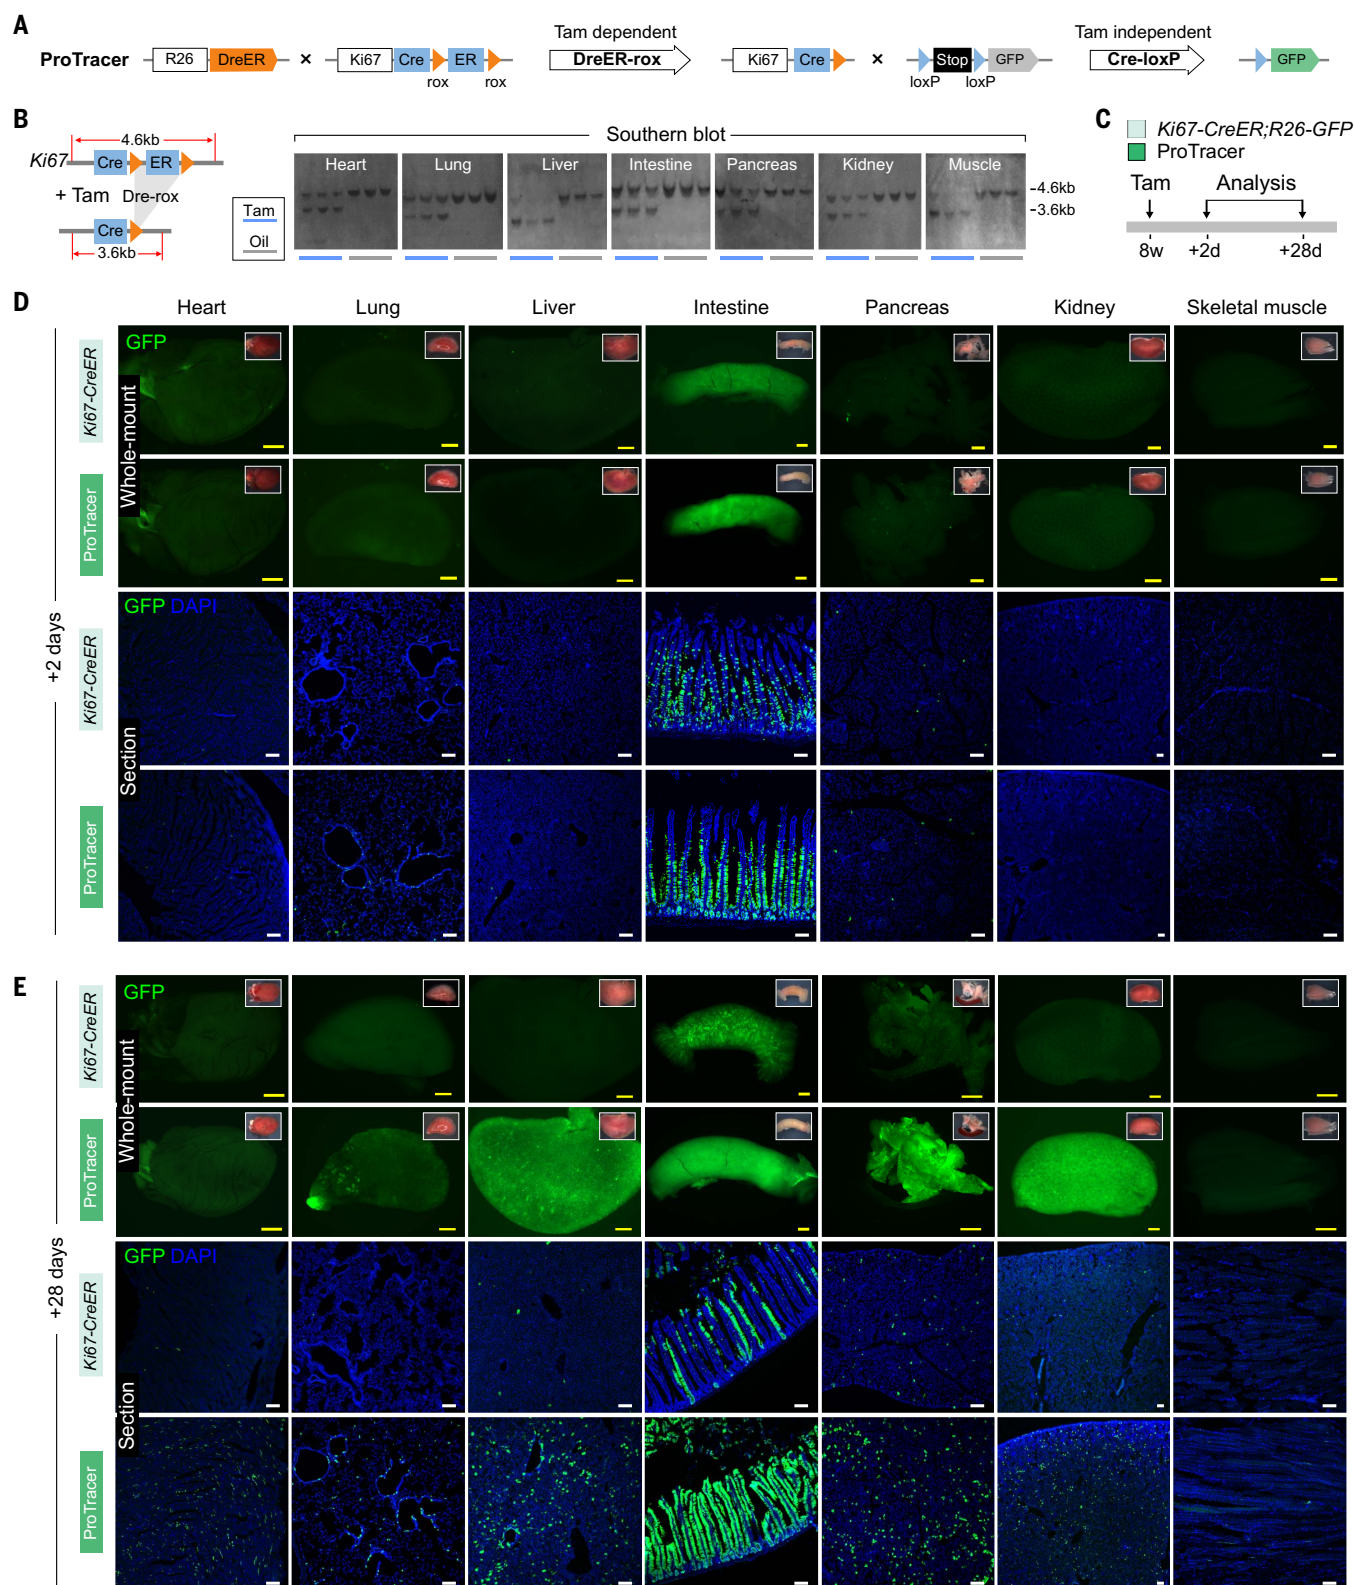 A
ProTracer
R26
DreER
×
Ki67
Cre
ER
rox
rox
Tam dependent
DreER-rox
Ki67
Cre
×
Stop
GFP
loxP
loxP
Tam independent
Cre-loxP
GFP
B
4.6kb
Ki67
Cre
ER
+ Tam
Dre-rox
Cre
3.6kb
Tam
Oil
Southern blot
Heart
Lung
Liver
Intestine
Pancreas
Kidney
Muscle
-4.6kb
-3.6kb
C
Ki67-CreER;R26-GFP
ProTracer
Tam
Analysis
8w
+2d
+28d
D
Heart
Lung
Liver
Intestine
Pancreas
Kidney
Skeletal muscle
+2 days
Whole-mount
Ki67-CreER
GFP
ProTracer
Section
Ki67-CreER
GFP DAPI
ProTracer
E
+28 days
Whole-mount
Ki67-CreER
GFP
ProTracer
Section
Ki67-CreER
GFP DAPI
ProTracer